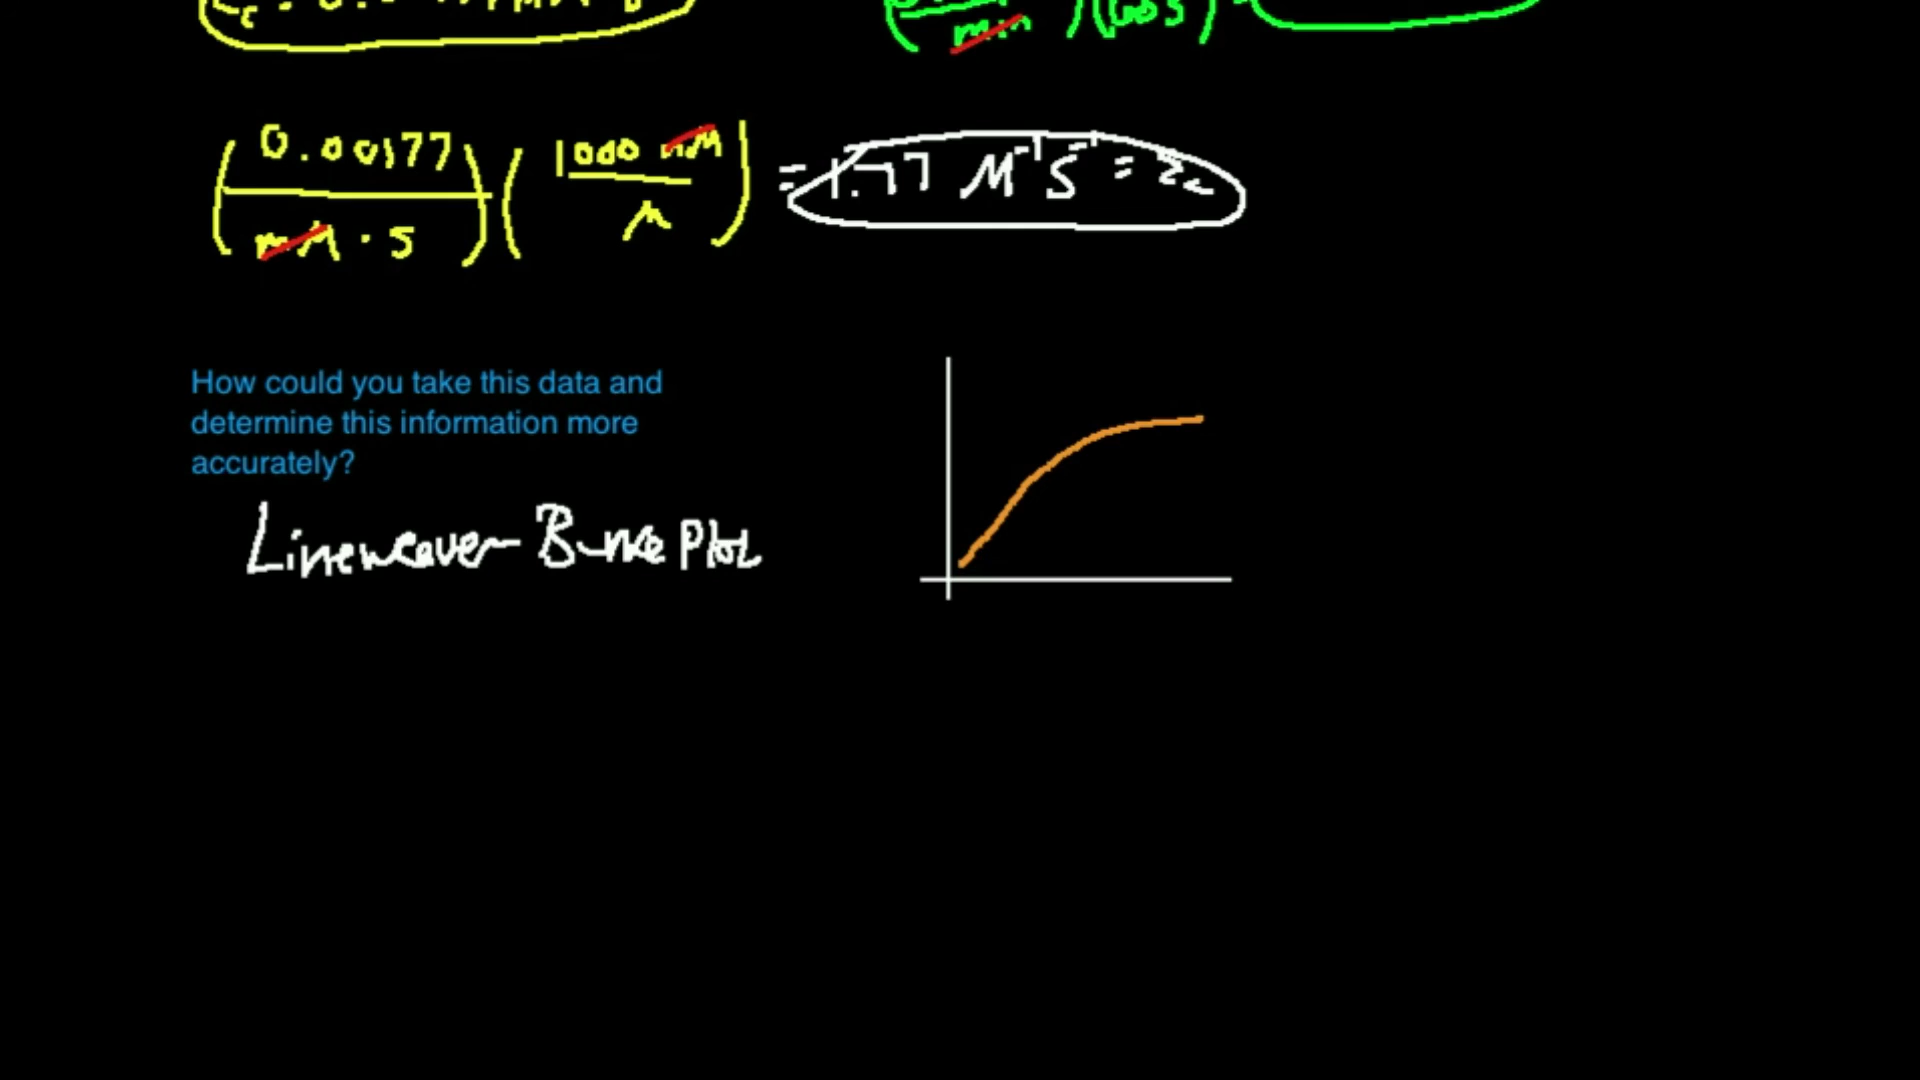 min
0.00177 1000 mM = 1.77 M⁻¹S⁻¹ =
mM · S M
How could you take this data and
determine this information more
accurately?
Lineweaver-Burke Plot